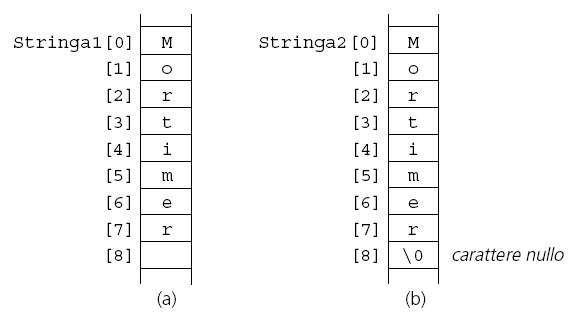 Stringa1[0] M Stringa2[0] M
[1] o [1] o
[2] r [2] r
[3] t [3] t
[4] i [4] i
[5] m [5] m
[6] e [6] e
[7] r [7] r
[8] [8] \0 carattere nullo
(a) (b)